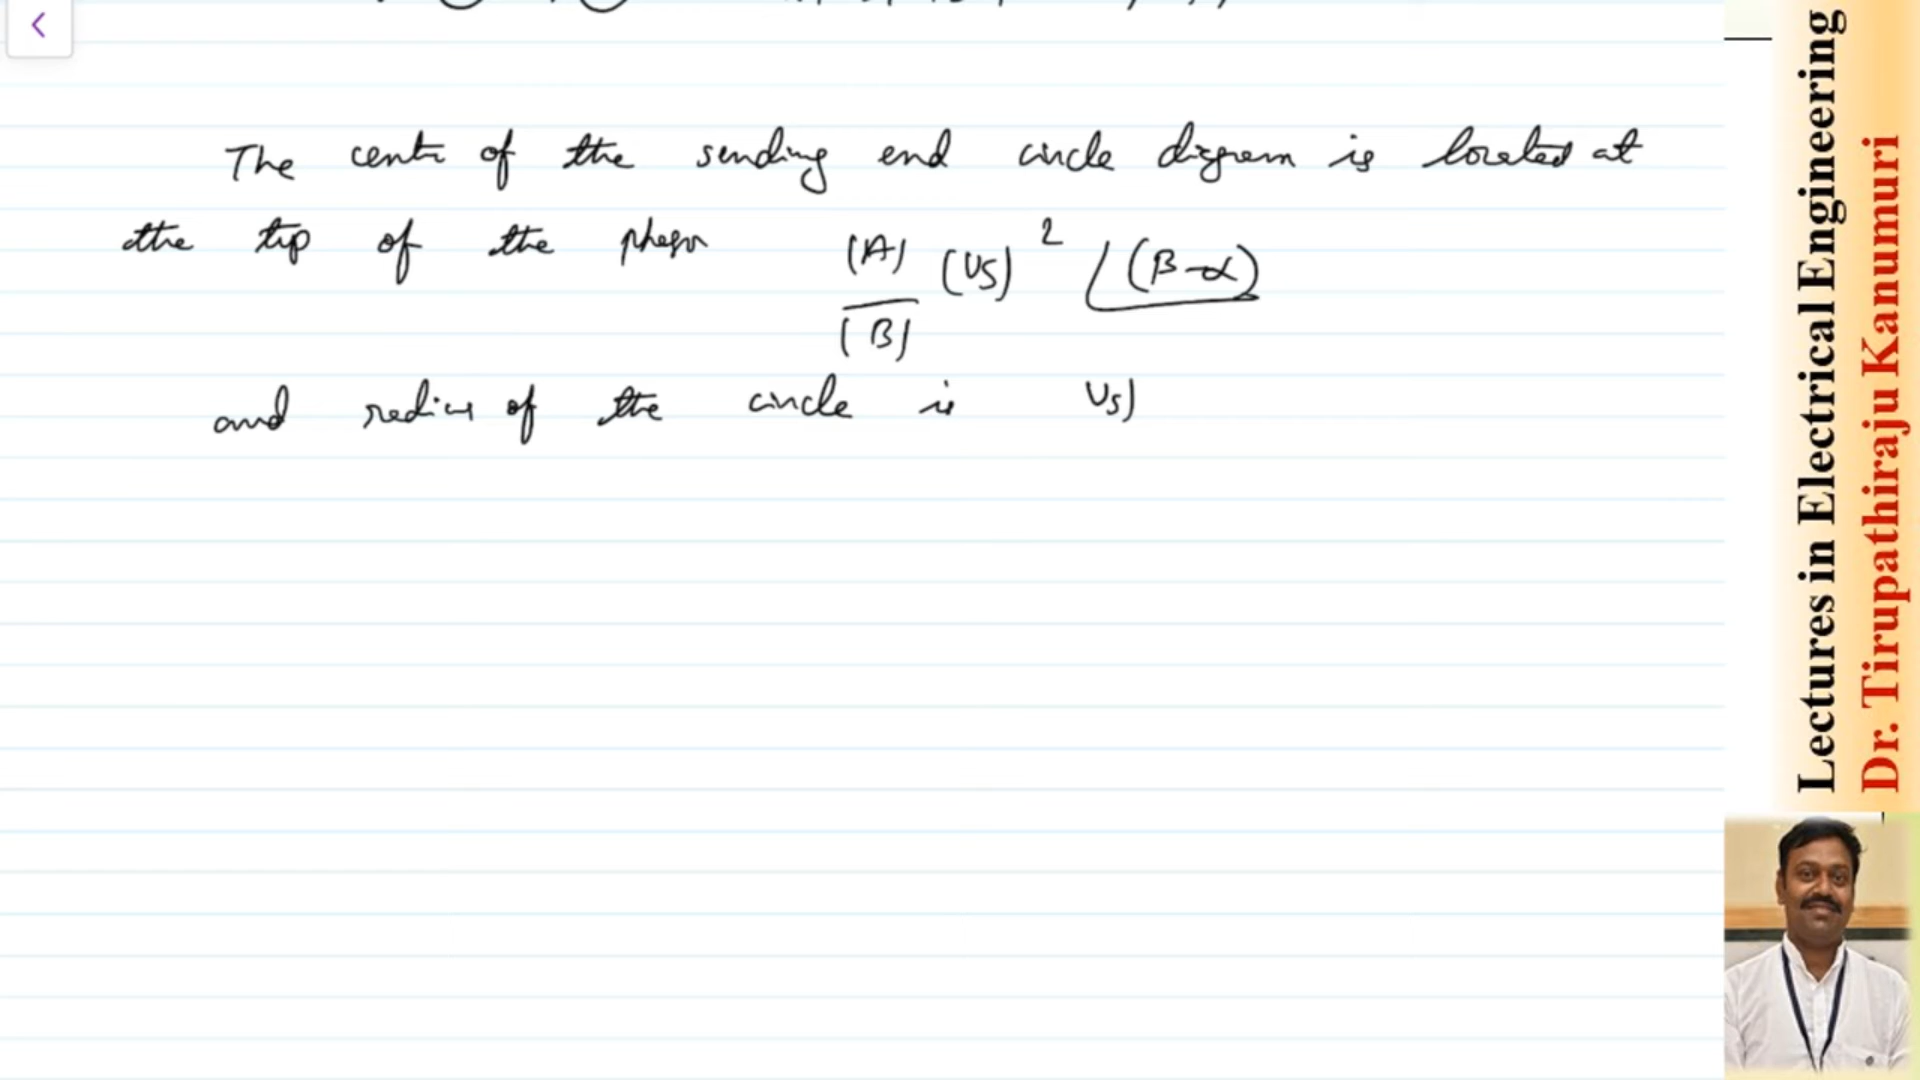 The centre of the sending end circle diagram is located at
the tip of the phasor |A| |Vs|² ∠(β-α)
|B|
and radius of the circle is Vs|
Lectures in Electrical Engineering
Dr. Tirupathiraju Kanumuri